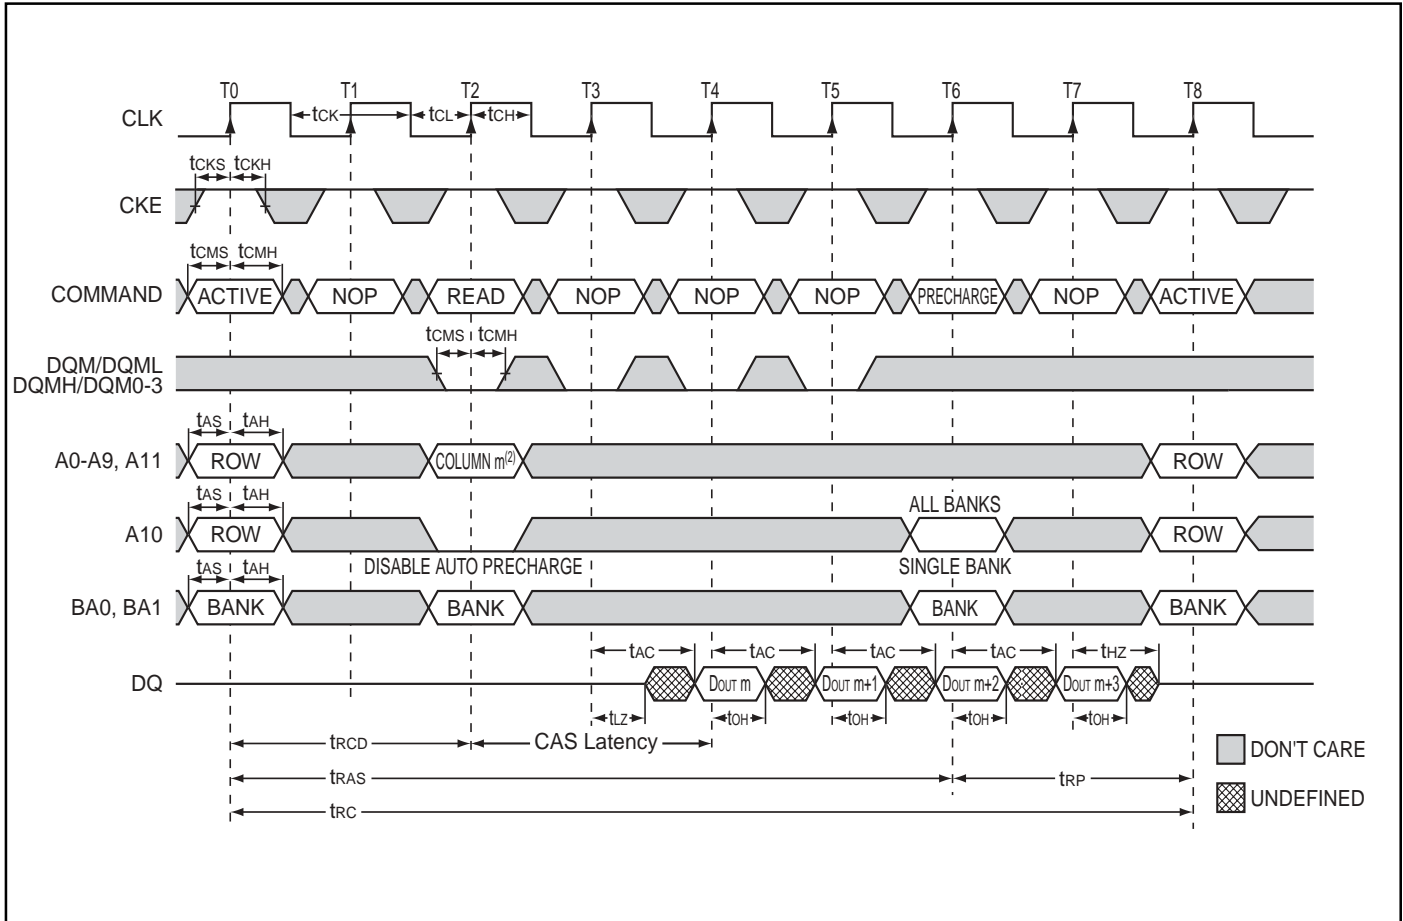 T0 T1 T2 T3 T4 T5 T6 T7 T8
CLK tCK tCL tCH
tCKS tCKH
CKE
tCMS tCMH
COMMAND ACTIVE NOP READ NOP NOP NOP PRECHARGE NOP ACTIVE
tCMS tCMH
DQM/DQML
DQMH/DQM0-3
tAS tAH
A0-A9, A11 ROW COLUMN m(2) ROW
tAS tAH ALL BANKS
A10 ROW ROW
tAS tAH DISABLE AUTO PRECHARGE SINGLE BANK
BA0, BA1 BANK BANK BANK BANK
tAC tAC tAC tAC tHZ
DQ DOUT m DOUT m+1 DOUT m+2 DOUT m+3
tLZ tOH tOH tOH tOH
tRCD CAS Latency
DON'T CARE
tRAS tRP
UNDEFINED
tRC